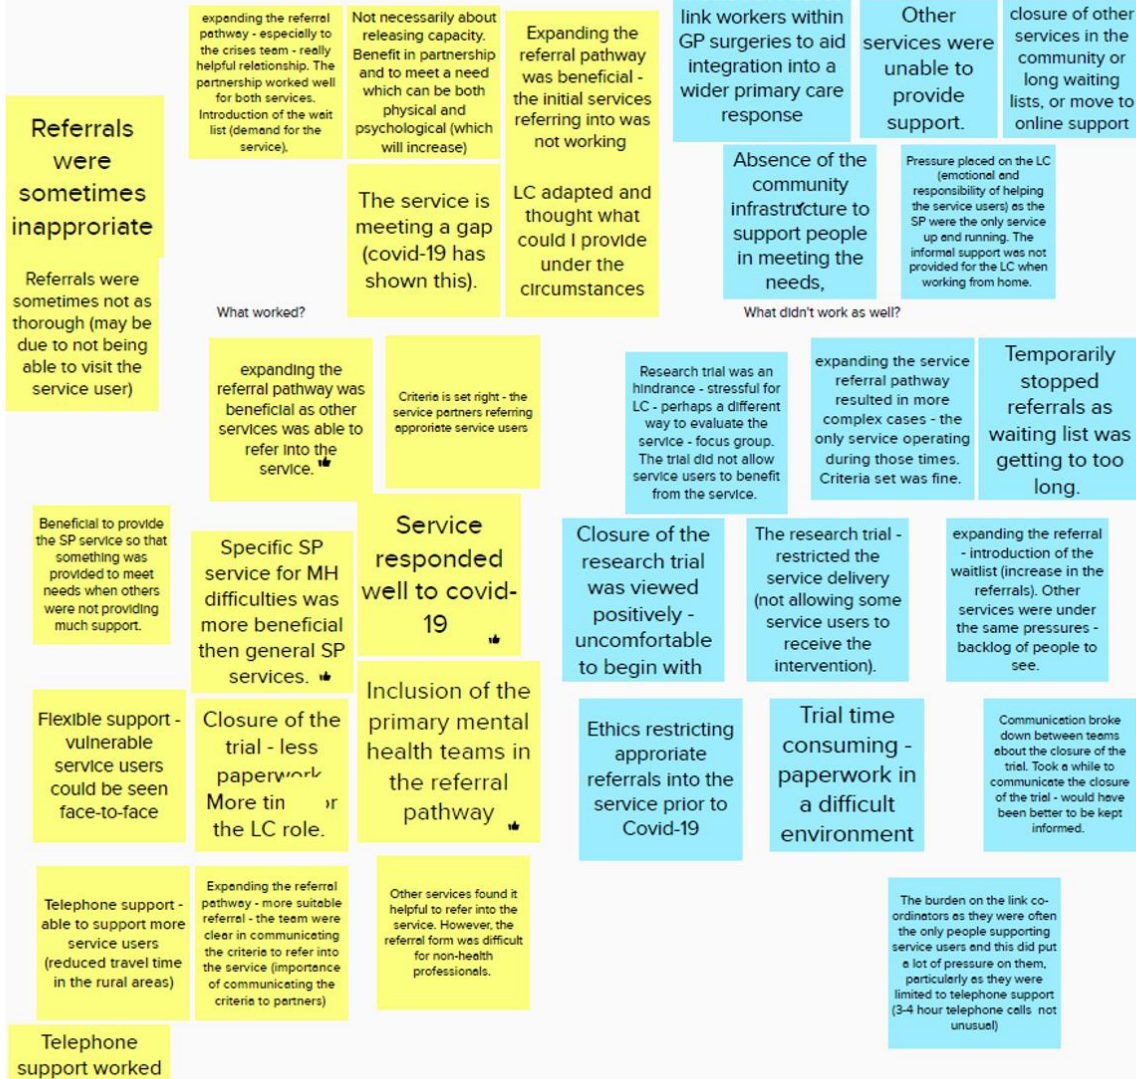 expanding the referral
pathway - especially to
the crises team - really
helpful relationship. The
partnership worked well
for both services.
Introduction of the wait
list (demand for the
service),
Not necessarily about
releasing capacity.
Benefit in partnership
and to meet a need
which can be both
physical and
psychological (which
will increase)
Expanding the
referral pathway
was beneficial -
the initial services
referring into was
not working
link workers within
GP surgeries to aid
integration into a
wider primary care
response
Other
services were
unable to
provide
support.
closure of other
services in the
community or
long waiting
lists, or move to
online support
Referrals
were
sometimes
inapproriate
The service is
meeting a gap
(covid-19 has
shown this).
LC adapted and
thought what
could I provide
under the
circumstances
Absence of the
community
infrastructure to
support people
in meeting the
needs,
Pressure placed on the LC
(emotional and
responsibility of helping
the service users) as the
SP were the only service
up and running. The
informal support was not
provided for the LC when
working from home.
Referrals were
sometimes not as
thorough (may be
due to not being
able to visit the
service user)
What worked?
What didn't work as well?
expanding the
referral pathway was
beneficial as other
services was able to
refer into the
service.
Criteria is set right - the
service partners referring
approriate service users
Research trial was an
hindrance - stressful for
LC - perhaps a different
way to evaluate the
service - focus group.
The trial did not allow
service users to benefit
from the service.
expanding the service
referral pathway
resulted in more
complex cases - the
only service operating
during those times.
Criteria set was fine.
Temporarily
stopped
referrals as
waiting list was
getting to too
long.
Beneficial to provide
the SP service so that
something was
provided to meet
needs when others
were not providing
much support.
Specific SP
service for MH
difficulties was
more beneficial
then general SP
services.
Service
responded
well to covid-
19
Closure of the
research trial
was viewed
positively -
uncomfortable
to begin with
The research trial -
restricted the
service delivery
(not allowing some
service users to
receive the
intervention).
expanding the referral
- introduction of the
waitlist (increase in the
referrals). Other
services were under
the same pressures -
backlog of people to
see.
Flexible support -
vulnerable
service users
could be seen
face-to-face
Closure of the
trial - less
paperwork
More
the LC role.
Inclusion of the
primary mental
health teams in
the referral
pathway
Ethics restricting
approriate
referrals into the
service prior to
Covid-19
Trial time
consuming -
paperwork in
a difficult
environment
Communication broke
down between teams
about the closure of the
trial. Took a while to
communicate the closure
of the trial - would have
been better to be kept
informed.
Telephone support -
able to support more
service users
(reduced travel time
in the rural areas)
Expanding the referral
pathway - more suitable
referral - the team were
clear in communicating
the criteria to refer into
the service (importance
of communicating the
criteria to partners)
Other services found it
helpful to refer into the
service. However, the
referral form was difficult
for non-health
professionals.
The burden on the link co-
ordinators as they were often
the only people supporting
service users and this did put
a lot of pressure on them,
particularly as they were
limited to telephone support
(3-4 hour telephone calls not
unusual)
Telephone
support worked